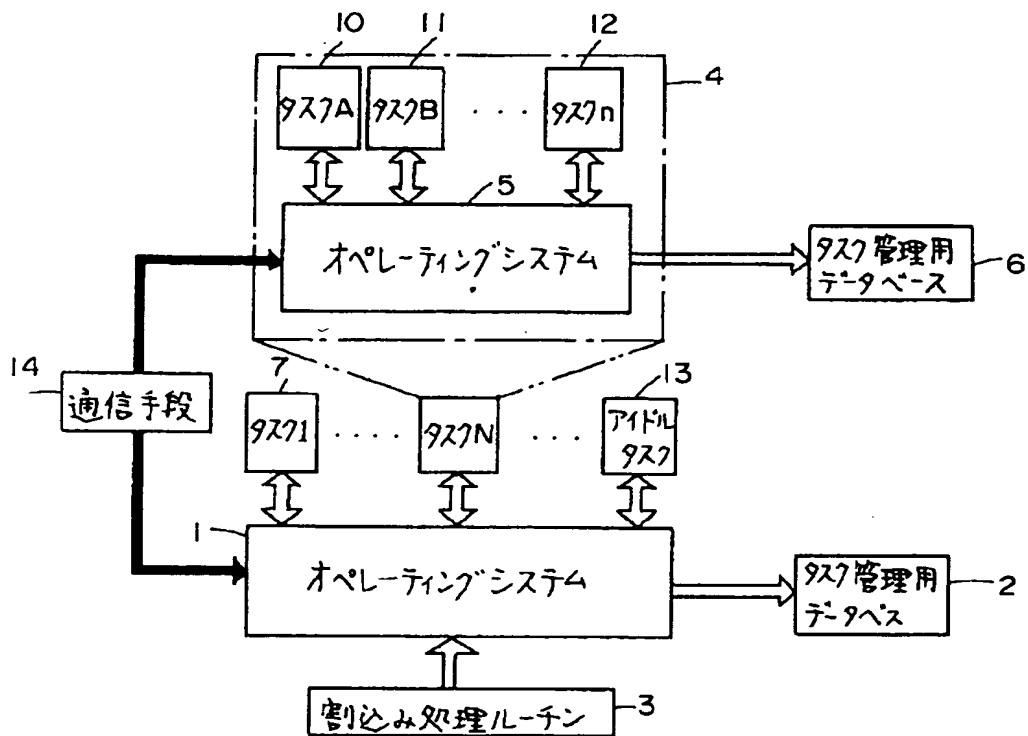 10 11 12
タスクA タスクB ・・・・ タスクn 4
5
オペレーティングシステム
タスク管理用
データベース
6
14
通信手段
7 13
タスク1 ・・・・・ タスクN ・・・・ アイドル
タスク
1
オペレーティングシステム
タスク管理用
データベス
2
割込み処理ルーチン 3